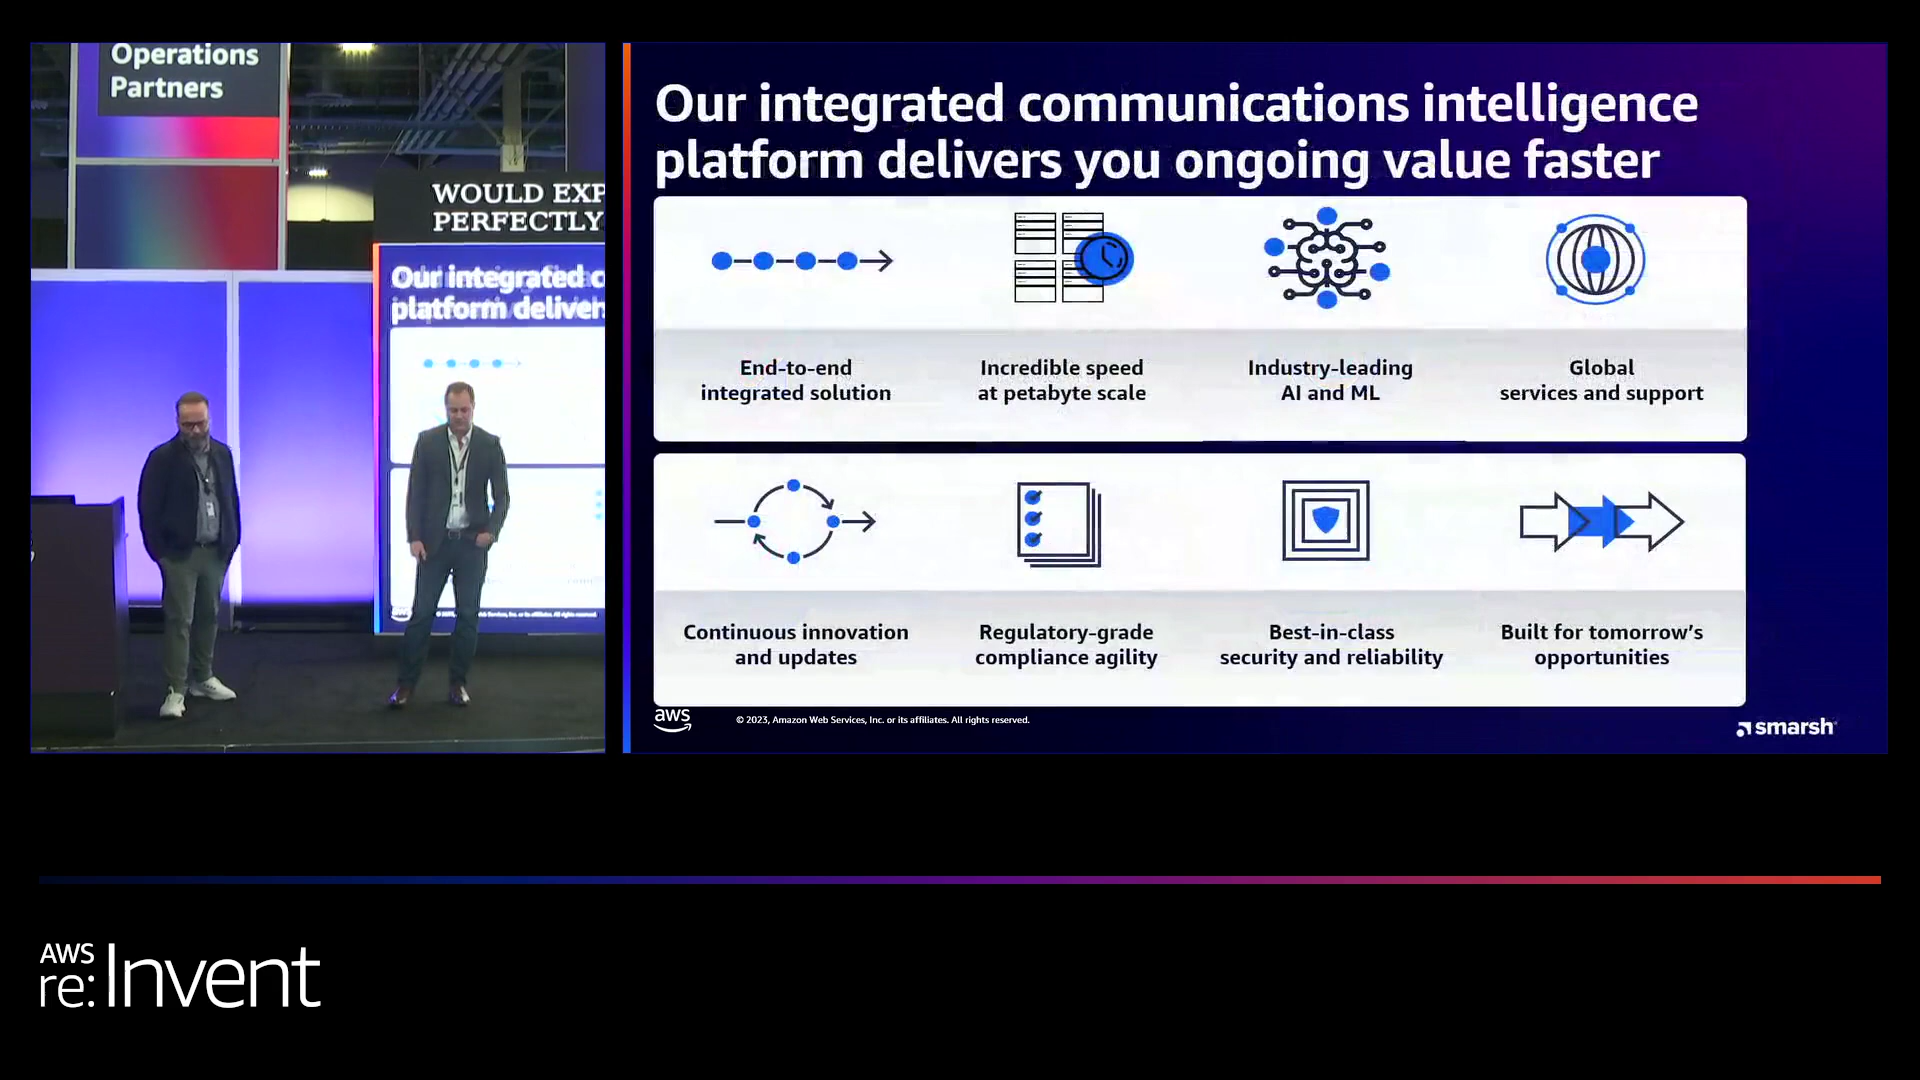 Operations
Partners
WOULD EXP
PERFECTLY
Our integrated c
platform deliver
Our integrated communications intelligence
platform delivers you ongoing value faster
End-to-end
integrated solution
Incredible speed
at petabyte scale
Industry-leading
AI and ML
Global
services and support
Continuous innovation
and updates
Regulatory-grade
compliance agility
Best-in-class
security and reliability
Built for tomorrow’s
opportunities
aws
© 2023, Amazon Web Services, Inc. or its affiliates. All rights reserved.
smarsh
AWS
re:Invent